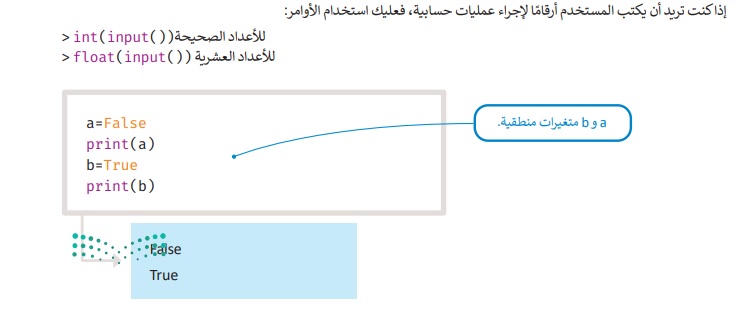 إذا كنت تريد أن يكتب المستخدم أرقامًا لإجراء عمليات حسابية، فعليك استخدام الأوامر:
> int(input()) للأعداد الصحيحة
> float(input()) للأعداد العشرية
a=False
print(a)
b=True
print(b)
a و b متغيرات منطقية.
False
True